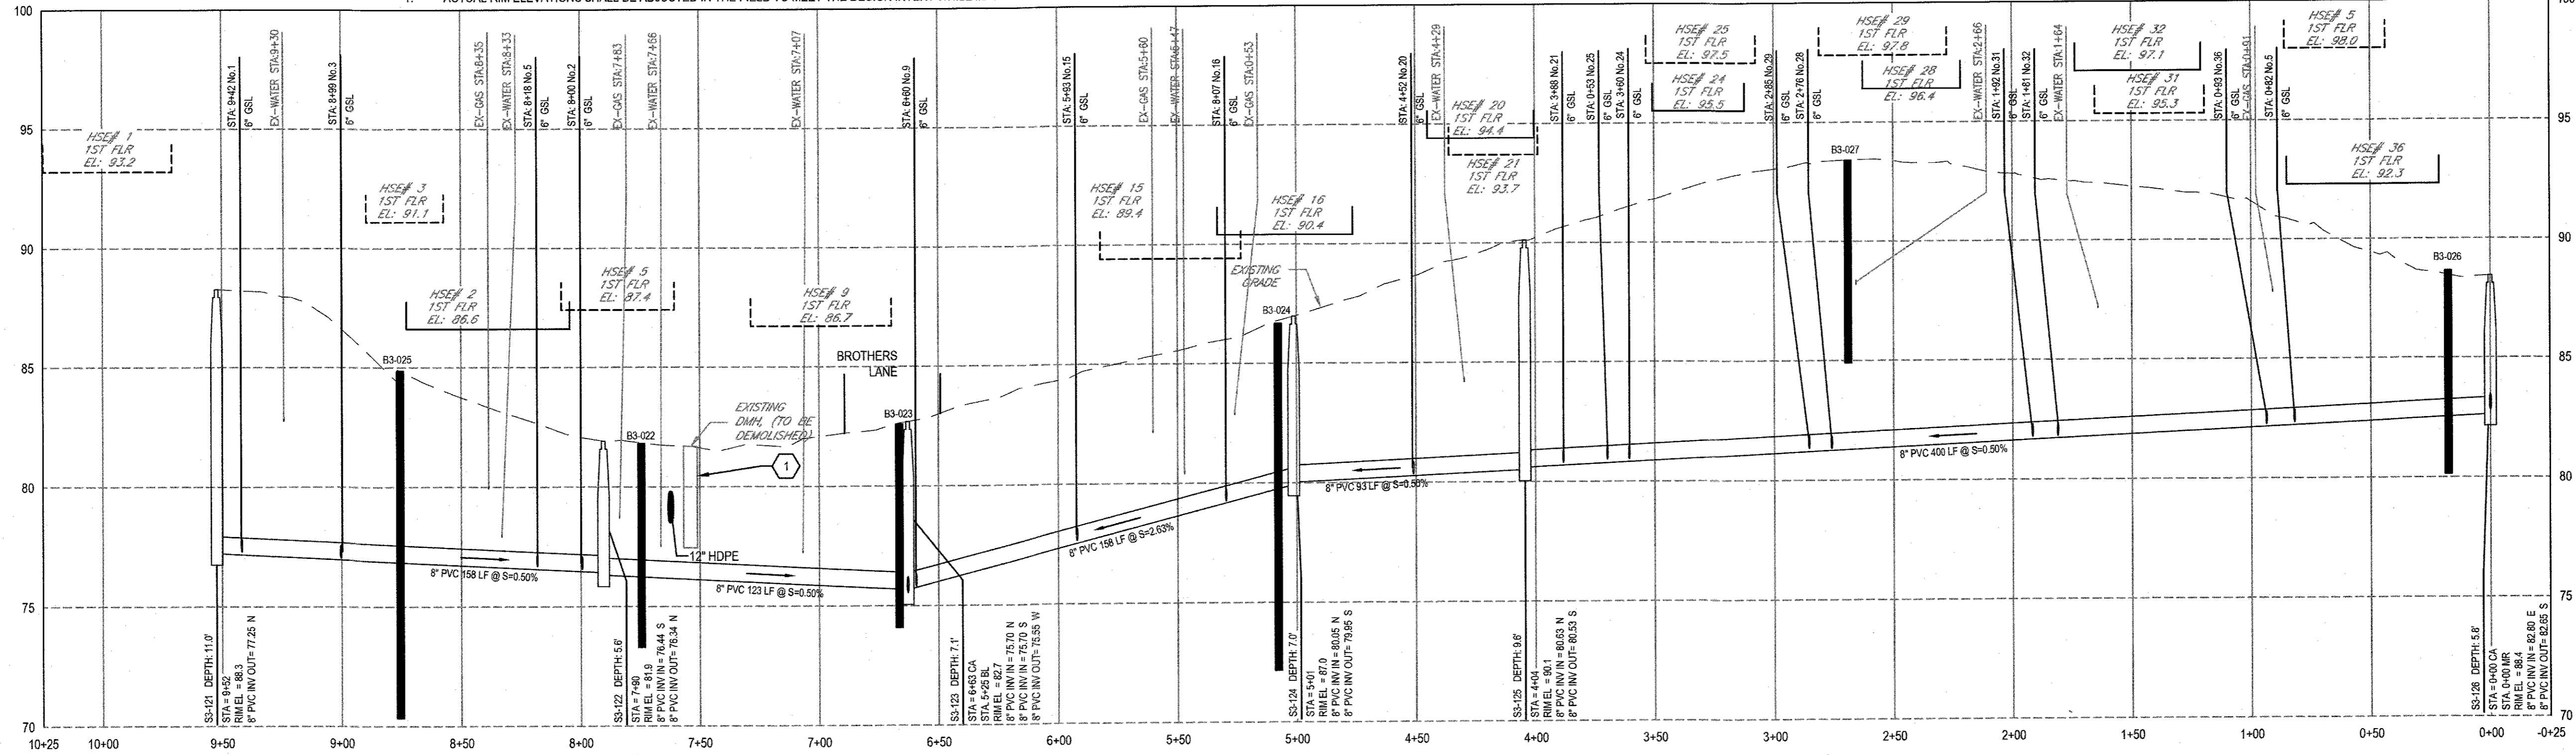 100
95
90
85
80
75
70
HSE# 1
1ST FLR
EL: 93.2
STA: 9+42 No.1
6" GSL
EX-WATER STA:9+30
STA: 8+99 No.3
6" GSL
HSE# 3
1ST FLR
EL: 91.1
B3-025
HSE# 2
1ST FLR
EL: 86.6
EX-GAS STA:8+35
EX-WATER STA:8+33
STA: 8+18 No.5
6" GSL
STA: 8+00 No.2
6" GSL
HSE# 5
1ST FLR
EL: 87.4
EX-GAS STA:7+83
EX-WATER STA:7+66
B3-022
EXISTING
DMH, (TO BE
DEMOLISHED)
1
12" HDPE
EX-WATER STA:7+07
HSE# 9
1ST FLR
EL: 86.7
BROTHERS
LANE
B3-023
STA: 6+60 No.9
6" GSL
STA: 5+93 No.15
6" GSL
HSE# 15
1ST FLR
EL: 89.4
EX-GAS STA:5+60
EX-WATER STA:5+47
STA: 8+07 No.16
6" GSL
EX-GAS STA:0+53
HSE# 16
1ST FLR
EL: 90.4
EXISTING
GRADE
B3-024
STA: 4+52 No.20
6" GSL
EX-WATER STA:4+29
HSE# 20
1ST FLR
EL: 94.4
HSE# 21
1ST FLR
EL: 93.7
STA: 3+88 No.21
6" GSL
STA: 0+53 No.25
6" GSL
STA: 3+60 No.24
6" GSL
HSE# 25
1ST FLR
EL: 97.5
HSE# 24
1ST FLR
EL: 95.5
STA: 2+85 No.29
6" GSL
STA: 2+76 No.28
6" GSL
HSE# 29
1ST FLR
EL: 97.8
HSE# 28
1ST FLR
EL: 96.4
B3-027
EX-WATER STA:2+66
STA: 1+92 No.31
6" GSL
STA: 1+81 No.32
6" GSL
EX-WATER STA:1+64
HSE# 32
1ST FLR
EL: 97.1
HSE# 31
1ST FLR
EL: 95.3
STA: 0+93 No.36
6" GSL
EX-GAS STA:0+91
STA: 0+82 No.5
6" GSL
HSE# 5
1ST FLR
EL: 98.0
HSE# 36
1ST FLR
EL: 92.3
B3-026
8" PVC 158 LF @ S=0.50%
8" PVC 123 LF @ S=0.50%
8" PVC 158 LF @ S=2.63%
8" PVC 93 LF @ S=0.56%
8" PVC 400 LF @ S=0.50%
S3-121 DEPTH: 11.0'
STA = 9+52
RIM EL = 88.3
8" PVC INV OUT= 77.25 N
S3-122 DEPTH: 5.6'
STA = 7+90
RIM EL = 81.9
8" PVC INV IN = 76.44 S
8" PVC INV OUT= 76.34 N
S3-123 DEPTH: 7.1'
STA = 6+63 CA
STA. 5+25 BL
RIM EL = 82.7
8" PVC INV IN = 75.70 N
8" PVC INV IN = 75.70 S
8" PVC INV OUT= 75.55 W
S3-124 DEPTH: 7.0'
STA = 5+01
RIM EL = 87.0
8" PVC INV IN = 80.05 N
8" PVC INV OUT= 79.95 S
S3-125 DEPTH: 9.6'
STA = 4+04
RIM EL = 90.1
8" PVC INV IN = 80.63 N
8" PVC INV OUT= 80.53 S
S3-126 DEPTH: 5.8'
STA = 0+00 CA
STA. 0+00 MR
RIM EL = 88.4
8" PVC INV IN = 82.80 E
8" PVC INV OUT= 82.65 S
95
90
85
80
75
70
10+25 10+00 9+50 9+00 8+50 8+00 7+50 7+00 6+50 6+00 5+50 5+00 4+50 4+00 3+50 3+00 2+50 2+00 1+50 1+00 0+50 0+00 -0+25